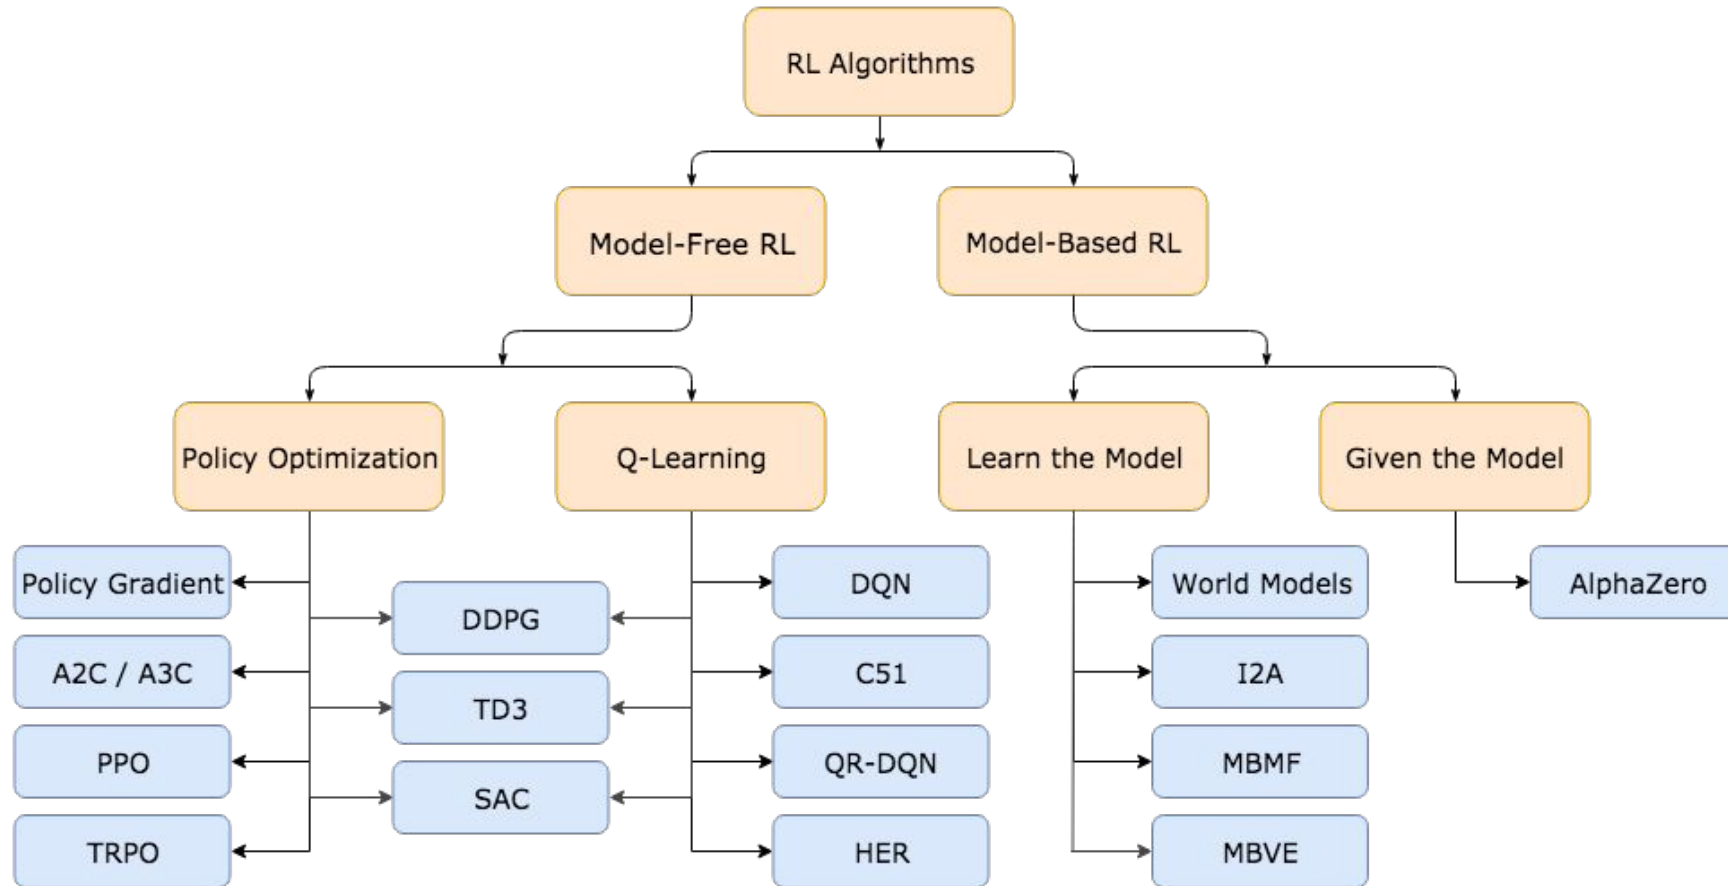 RL Algorithms
Model-Free RL
Model-Based RL
Policy Optimization
Q-Learning
Learn the Model
Given the Model
Policy Gradient
DDPG
DQN
World Models
AlphaZero
A2C / A3C
TD3
C51
I2A
PPO
SAC
QR-DQN
MBMF
TRPO
HER
MBVE